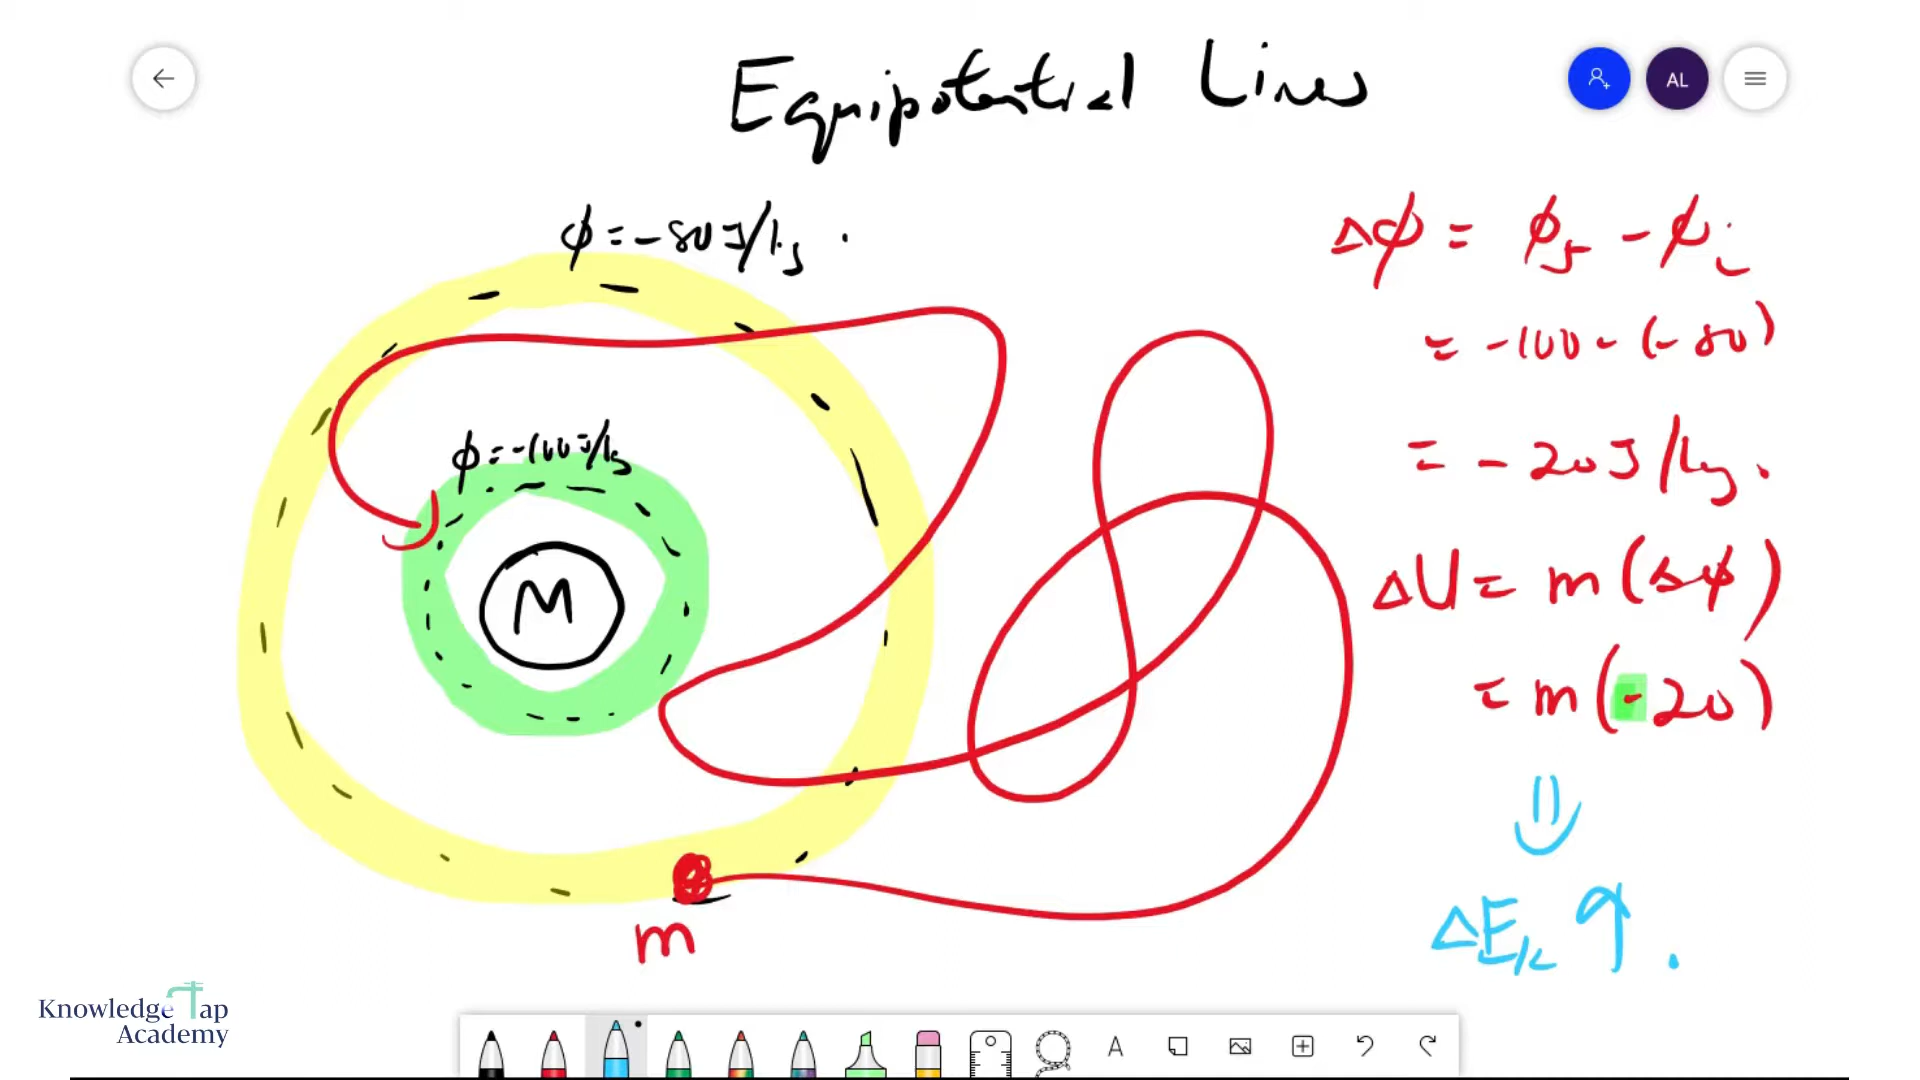 Equipotential Lines
AL
ϕ = -80 J/kg .
Δϕ = ϕf - ϕi
= -100 - (-80)
ϕ = -100 J/kg
= - 20 J/kg.
M
ΔU = m (Δϕ)
= m (-20)
m
ΔEk ↑ .
Knowledge Tap
Academy
A